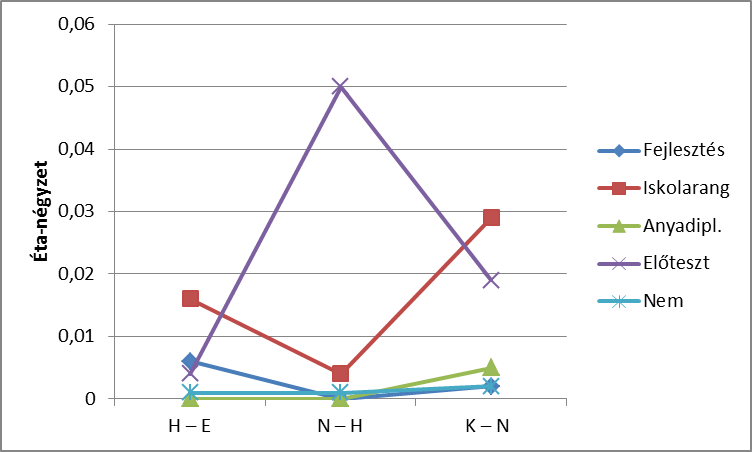 0,06
0,05
0,04
0,03
0,02
0,01
0
Éta-négyzet
H – E
N – H
K – N
Fejlesztés
Iskolarang
Anyadipl.
Előteszt
Nem